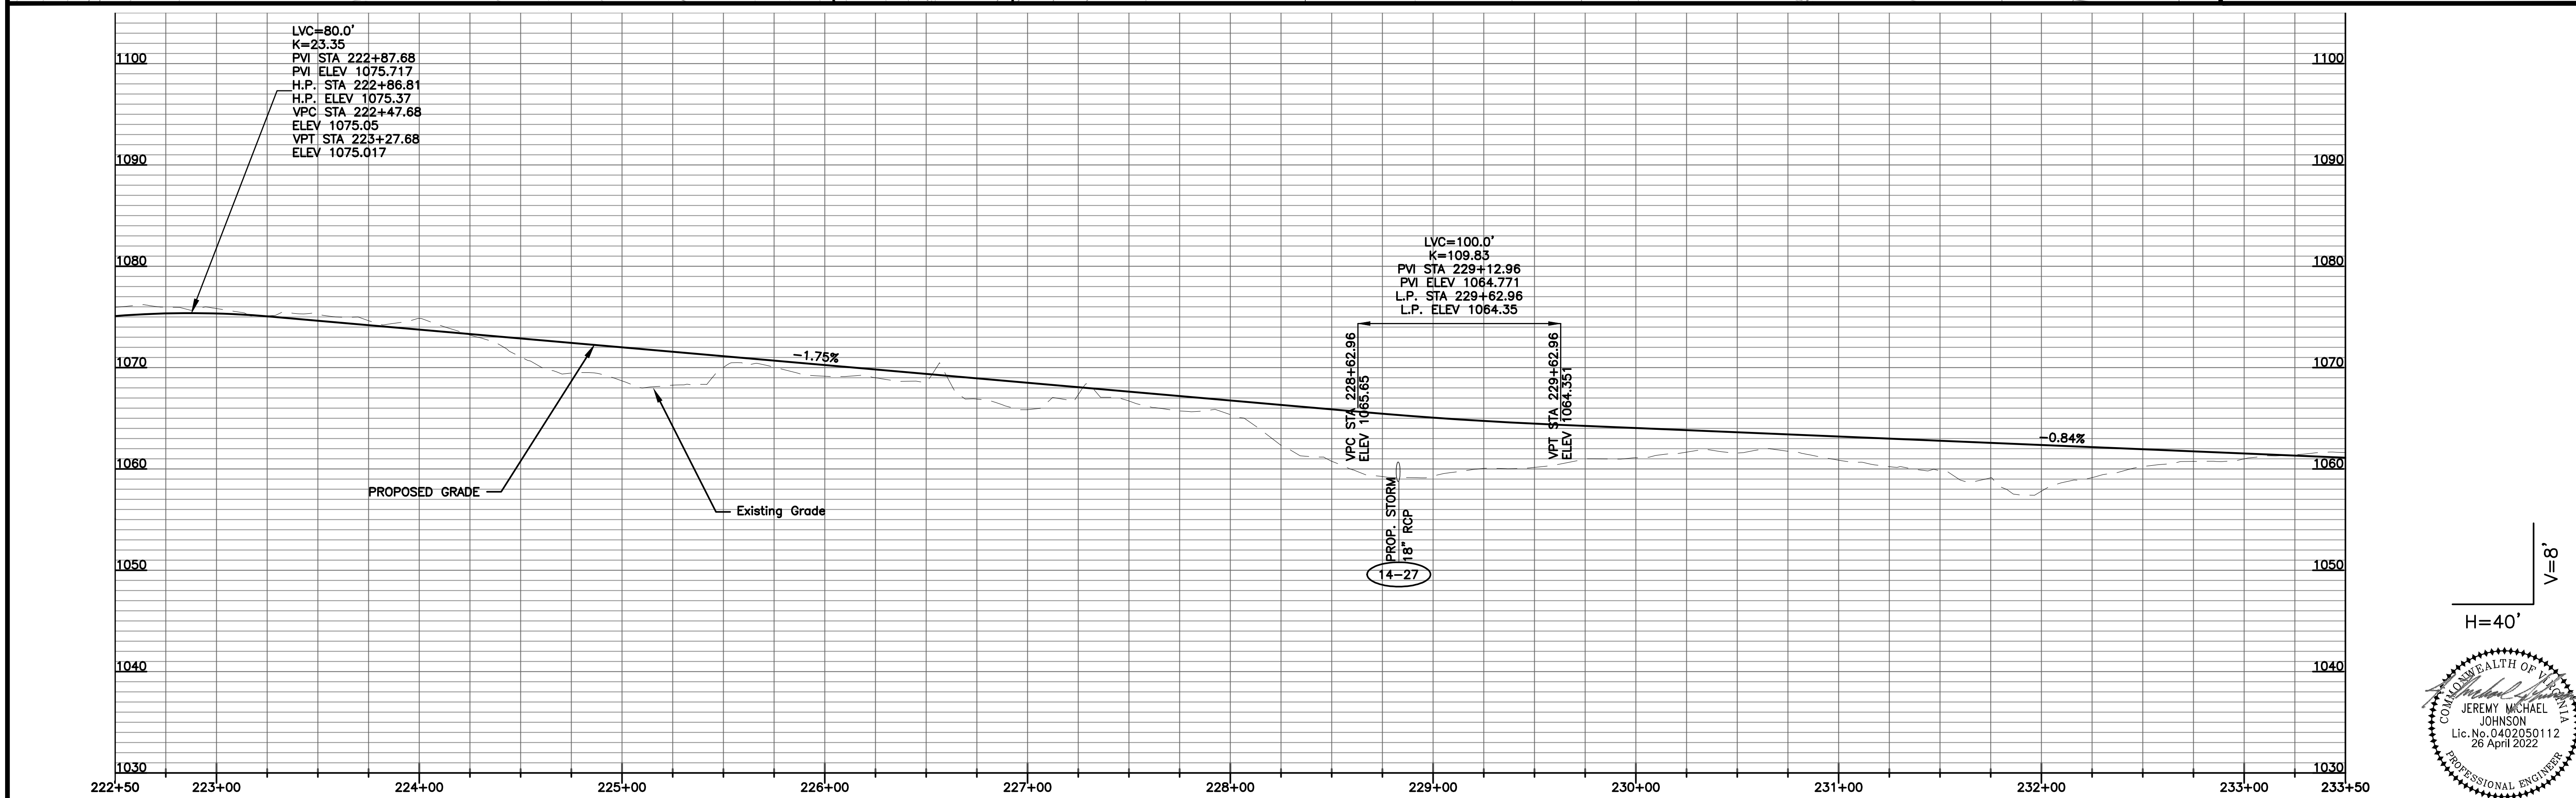 LVC=80.0'
K=23.35
PVI STA 222+87.68
PVI ELEV 1075.717
H.P. STA 222+86.81
H.P. ELEV 1075.37
VPC STA 222+47.68
ELEV 1075.05
VPT STA 223+27.68
ELEV 1075.017
1100
1100
1090
1090
LVC=100.0'
K=109.83
PVI STA 229+12.96
PVI ELEV 1064.771
L.P. STA 229+62.96
L.P. ELEV 1064.35
1080
1080
VPC STA 228+62.96
ELEV 1065.65
VPT STA 229+62.96
ELEV 1064.351
-1.75%
1070
1070
-0.84%
1060
1060
PROPOSED GRADE
Existing Grade
PROP. STORM
18" RCP
14-27
1050
1050
1040
1040
1030
1030
222+50
223+00
224+00
225+00
226+00
227+00
228+00
229+00
230+00
231+00
232+00
233+00
233+50
V=8'
H=40'
COMMONWEALTH OF VIRGINIA
JEREMY MICHAEL
JOHNSON
Lic.No.0402050112
26 April 2022
PROFESSIONAL ENGINEER